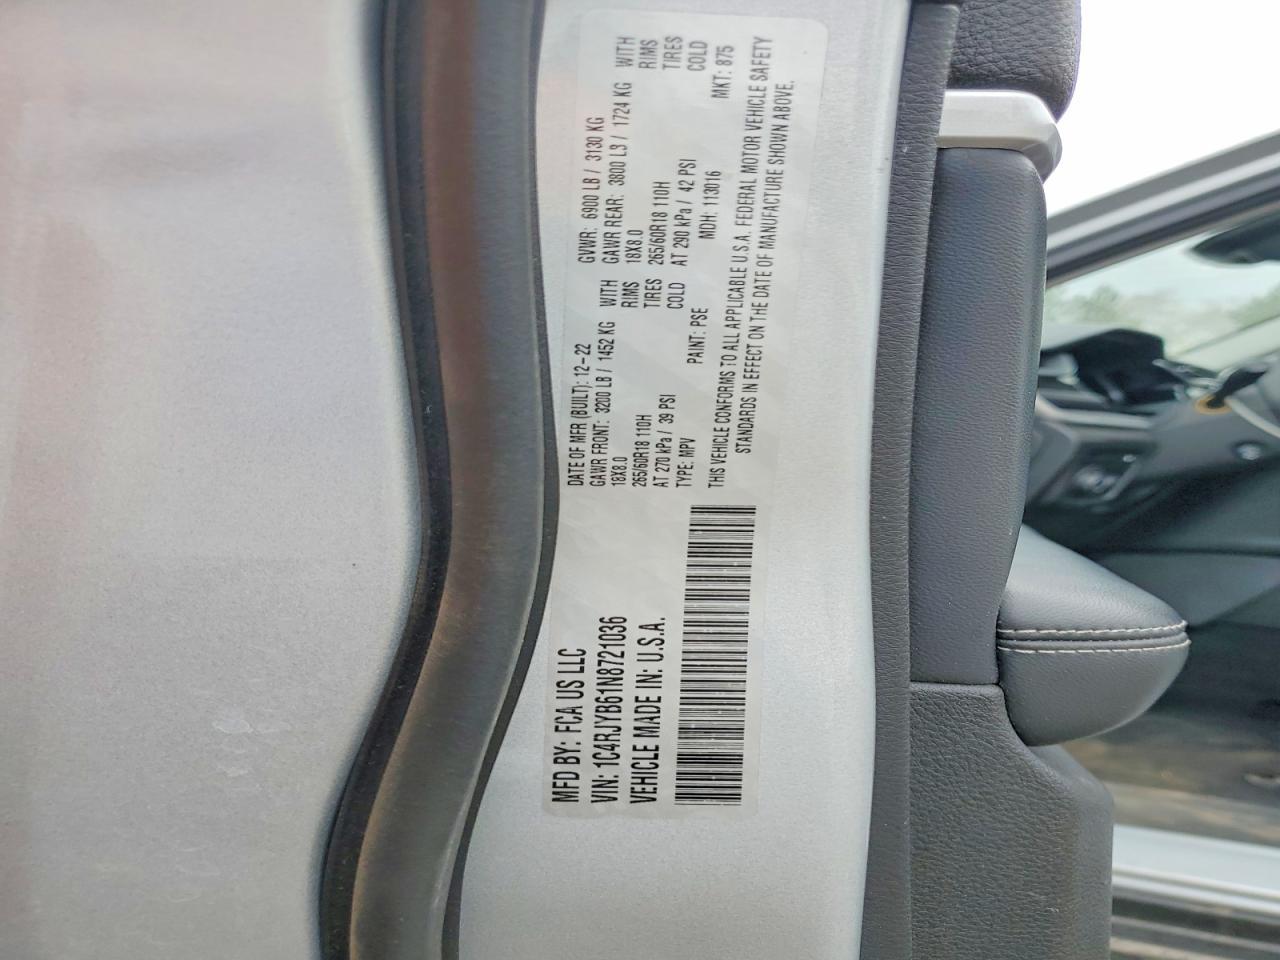 MFD BY: FCA US LLC
VIN: 1C4RJYB61N8721036
VEHICLE MADE IN: U.S.A.
DATE OF MFR (BUILT): 12-22 GVWR: 6900 LB / 3130 KG
GAWR FRONT: 3200 LB / 1452 KG WITH GAWR REAR: 3800 LB / 1724 KG WITH
18X8.0 RIMS 18X8.0 RIMS
265/60R18 110H TIRES 265/60R18 110H TIRES
AT 270 kPa / 39 PSI COLD AT 290 kPa / 42 PSI COLD
TYPE: MPV PAINT: PSE MDH: 113016 MKT: 875
THIS VEHICLE CONFORMS TO ALL APPLICABLE U.S.A. FEDERAL MOTOR VEHICLE SAFETY
STANDARDS IN EFFECT ON THE DATE OF MANUFACTURE SHOWN ABOVE.